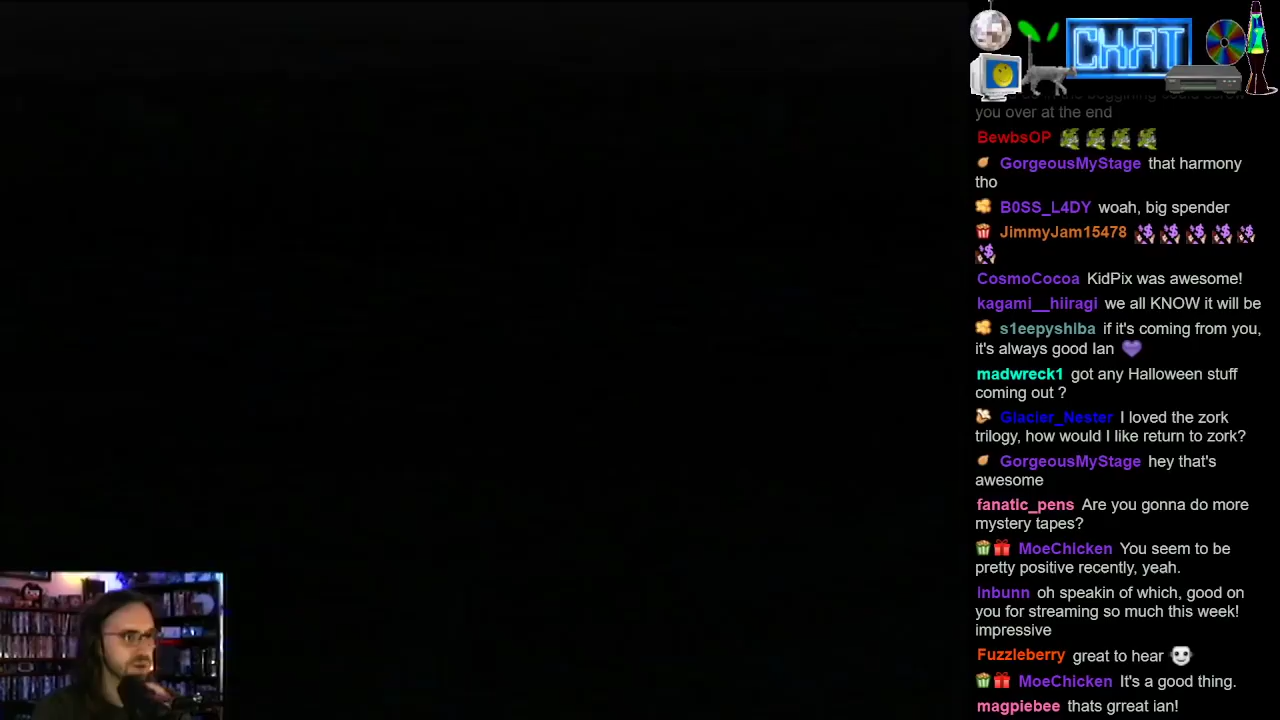 CHAT
you over at the end
BewbsOP
GorgeousMyStage that harmony
tho
B0SS_L4DY woah, big spender
JimmyJam15478
CosmoCocoa KidPix was awesome!
kagami__hiiragi we all KNOW it will be
s1eepyshiba if it's coming from you,
it's always good Ian
madwreck1 got any Halloween stuff
coming out ?
Glacier_Nester I loved the zork
trilogy, how would I like return to zork?
GorgeousMyStage hey that's
awesome
fanatic_pens Are you gonna do more
mystery tapes?
MoeChicken You seem to be
pretty positive recently, yeah.
Inbunn oh speakin of which, good on
you for streaming so much this week!
impressive
Fuzzleberry great to hear
MoeChicken It's a good thing.
magpiebee thats grreat ian!